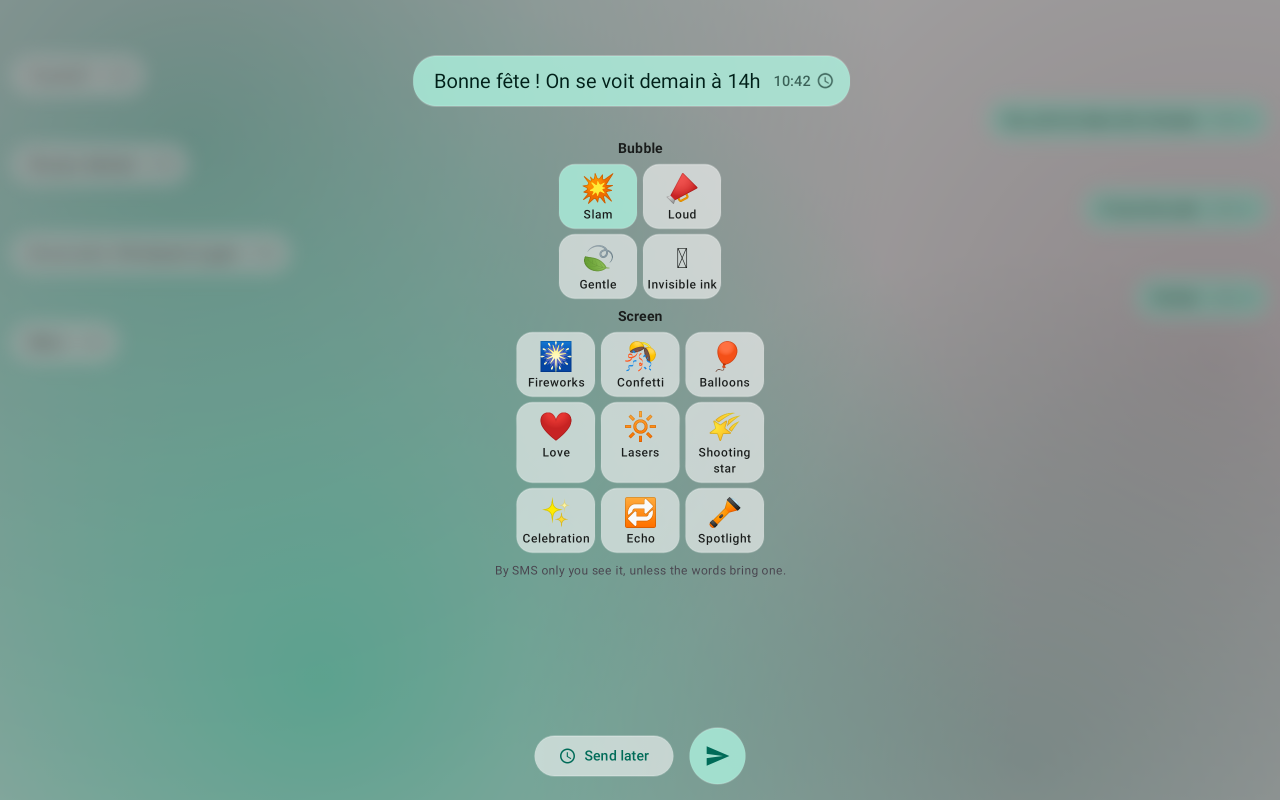 Bonne fête ! On se voit demain à 14h 10:42
Bubble
Slam Loud
Gentle Invisible ink
Screen
Fireworks Confetti Balloons
Love Lasers Shooting
star
Celebration Echo Spotlight
By SMS only you see it, unless the words bring one.
Send later